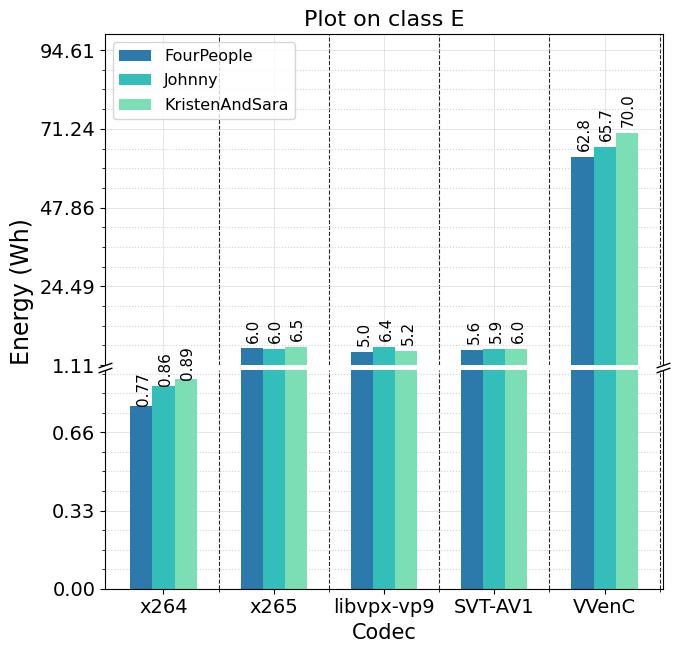 Plot on class E
FourPeople
Johnny
KristenAndSara
Energy (Wh)
94.61
71.24
47.86
24.49
1.11
0.66
0.33
0.00
0.77
0.86
0.89
6.0
6.0
6.5
5.0
6.4
5.2
5.6
5.9
6.0
62.8
65.7
70.0
x264
x265
libvpx-vp9
SVT-AV1
VVenC
Codec